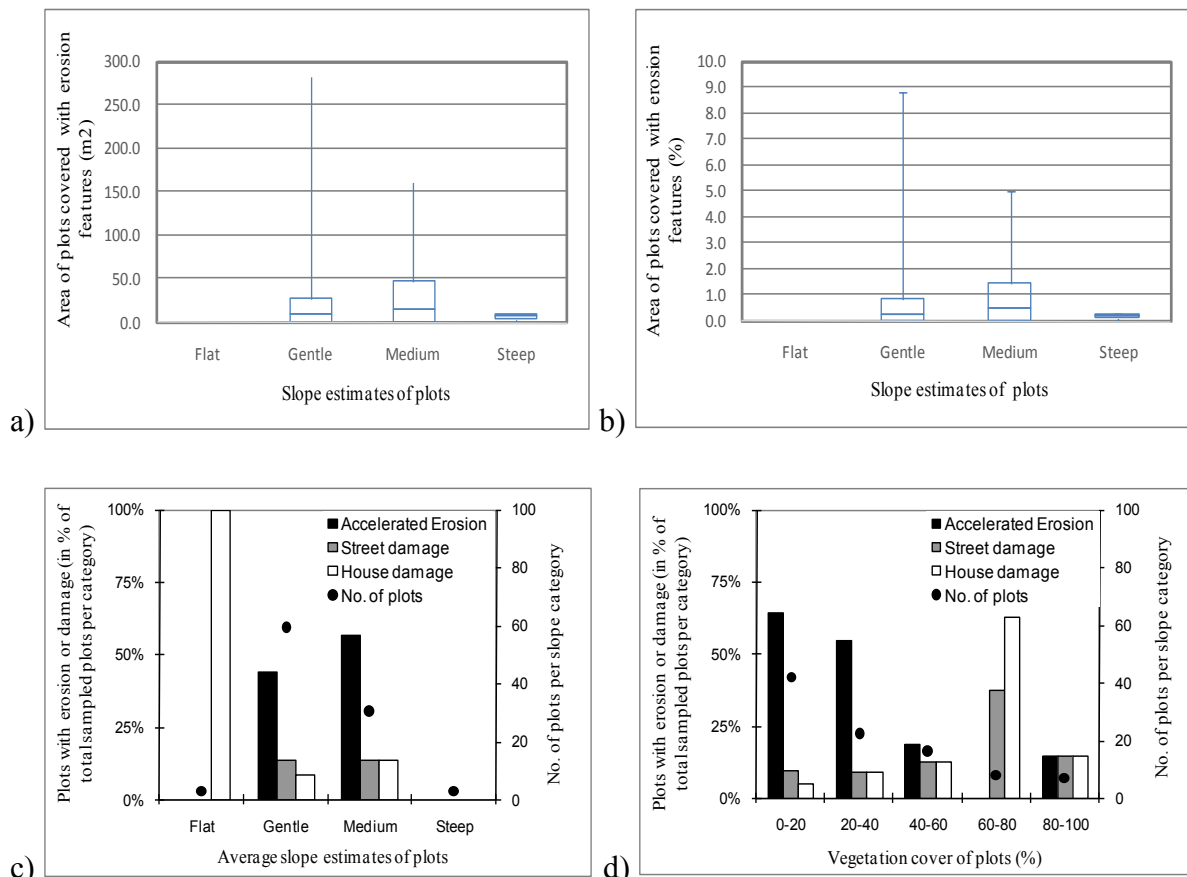 Area of plots covered with erosion
features (m2)
300.0
250.0
200.0
150.0
100.0
50.0
0.0
Flat Gentle Medium Steep
Slope estimates of plots
a)
Area of plots covered with erosion
features (%)
10.0
9.0
8.0
7.0
6.0
5.0
4.0
3.0
2.0
1.0
0.0
Flat Gentle Medium Steep
Slope estimates of plots
b)
Plots with erosion or damage (in % of
total sampled plots per category)
100%
75%
50%
25%
0%
Accelerated Erosion
Street damage
House damage
No. of plots
100
80
60
40
20
0
No. of plots per slope category
Flat Gentle Medium Steep
Average slope estimates of plots
c)
Plots with erosion or damage (in % of
total sampled plots per category)
100%
75%
50%
25%
0%
Accelerated Erosion
Street damage
House damage
No. of plots
100
80
60
40
20
0
No. of plots per slope category
0-20 20-40 40-60 60-80 80-100
Vegetation cover of plots (%)
d)